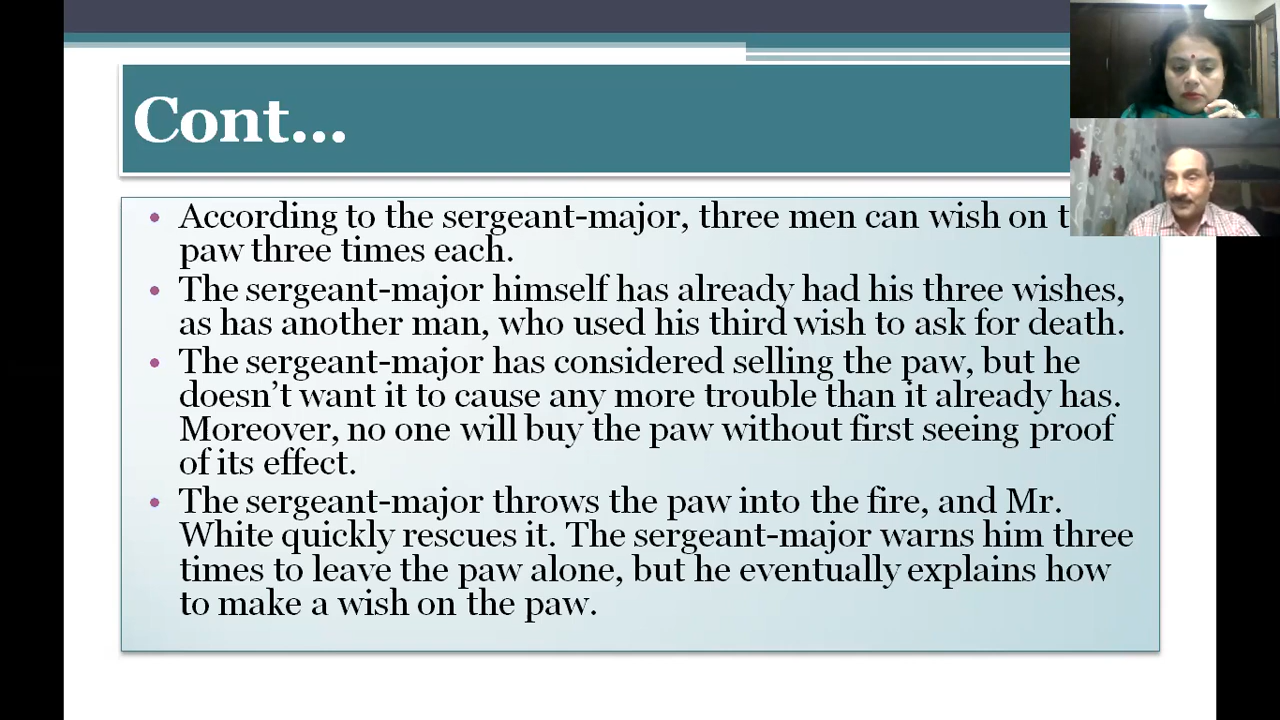 Cont...
• According to the sergeant-major, three men can wish on
paw three times each.
• The sergeant-major himself has already had his three wishes,
as has another man, who used his third wish to ask for death.
• The sergeant-major has considered selling the paw, but he
doesn't want it to cause any more trouble than it already has.
Moreover, no one will buy the paw without first seeing proof
of its effect.
• The sergeant-major throws the paw into the fire, and Mr.
White quickly rescues it. The sergeant-major warns him three
times to leave the paw alone, but he eventually explains how
to make a wish on the paw.